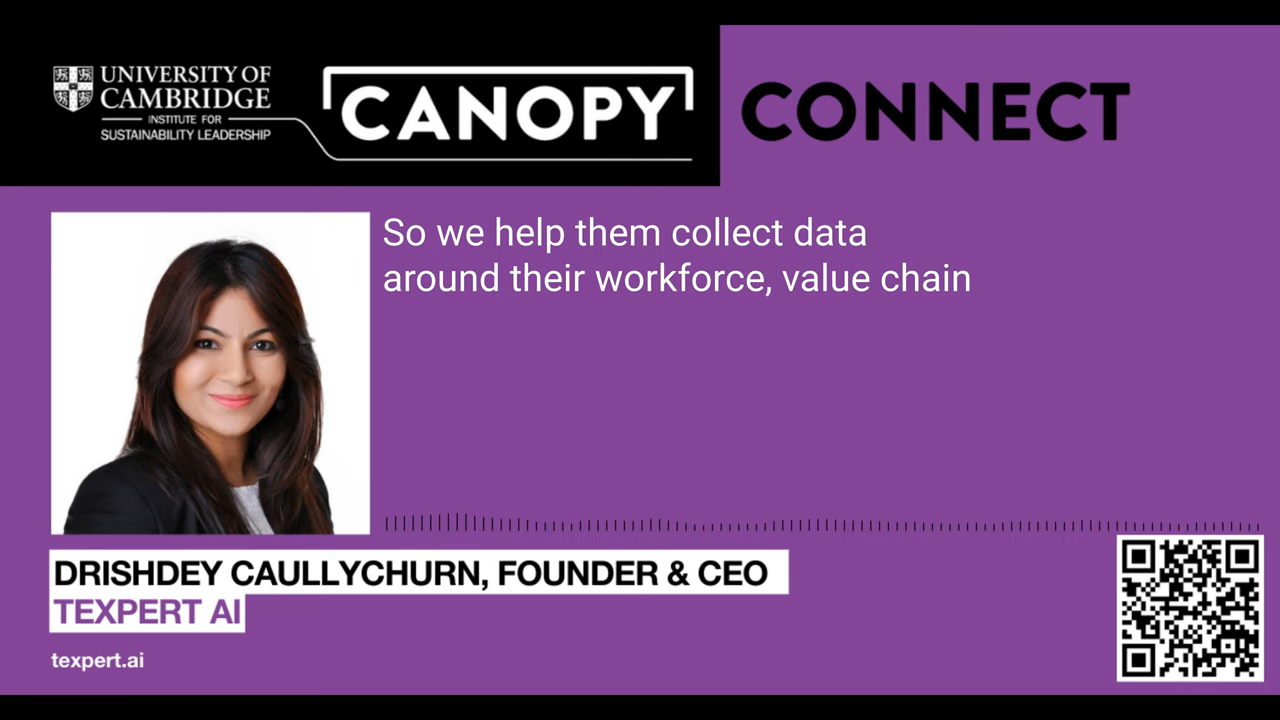 UNIVERSITY OF
CAMBRIDGE
INSTITUTE FOR
SUSTAINABILITY LEADERSHIP
CANOPY
CONNECT
So we help them collect data
around their workforce, value chain
DRISHDEY CAULLYCHURN, FOUNDER & CEO
TEXPERT AI
texpert.ai